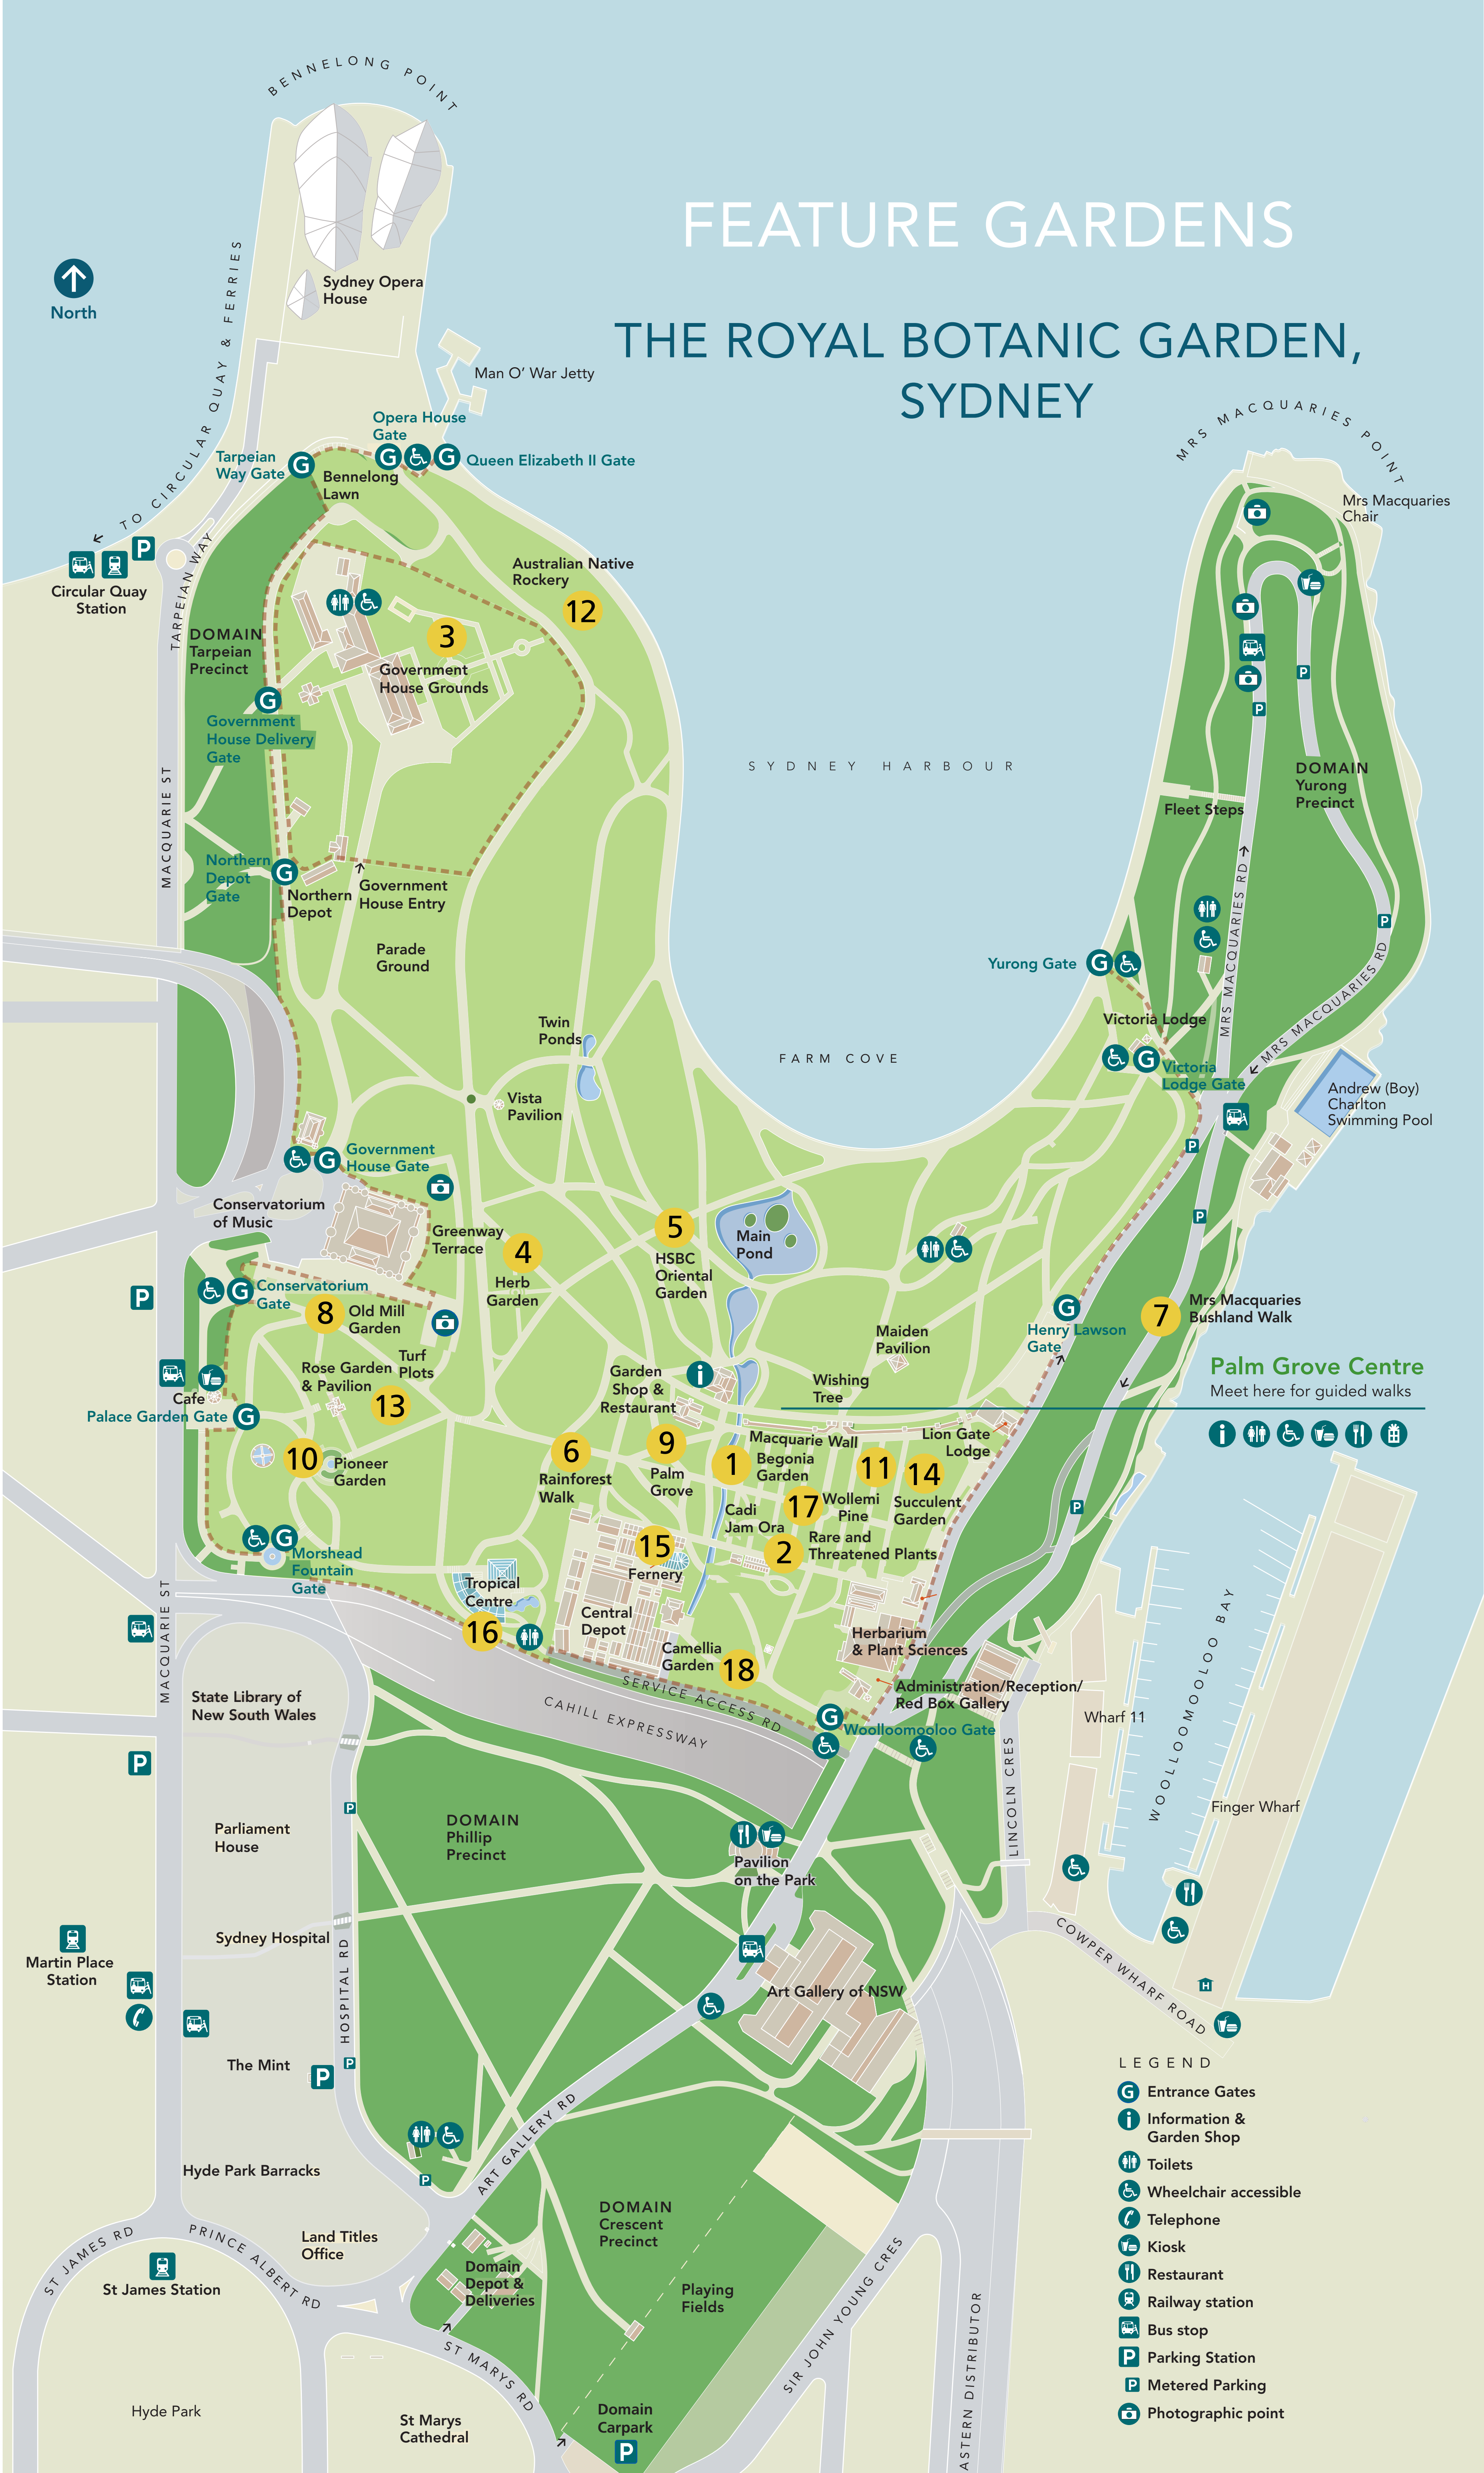 BENNELONG POINT
FEATURE GARDENS
THE ROYAL BOTANIC GARDEN,
SYDNEY
North
Sydney Opera
House
TO CIRCULAR QUAY & FERRIES
Man O' War Jetty
MRS MACQUARIES POINT
Mrs Macquaries
Chair
Opera House
Gate
G
G
Queen Elizabeth II Gate
Tarpeian
Way Gate
G
Bennelong
Lawn
P
Circular Quay
Station
TARPEIAN WAY
Australian Native
Rockery
12
DOMAIN
Tarpeian
Precinct
3
Government
House Grounds
G
Government
House Delivery
Gate
P
P
SYDNEY HARBOUR
DOMAIN
Yurong
Precinct
Fleet Steps
MACQUARIE ST
Northern
Depot
Gate
G
Northern
Depot
Government
House Entry
MRS MACQUARIES RD
P
Parade
Ground
Yurong Gate
G
MRS MACQUARIES RD
Twin
Ponds
Victoria Lodge
FARM COVE
G
Victoria
Lodge Gate
Vista
Pavilion
Andrew (Boy)
Charlton
Swimming Pool
P
G
Government
House Gate
Conservatorium
of Music
Greenway
Terrace
4
Herb
Garden
5
HSBC
Oriental
Garden
Main
Pond
P
G
Conservatorium
Gate
P
8
Old Mill
Garden
G
Henry Lawson
Gate
7
Mrs Macquaries
Bushland Walk
Maiden
Pavilion
Turf
Plots
Rose Garden
& Pavilion
13
Garden
Shop &
Restaurant
i
Wishing
Tree
Palm Grove Centre
Meet here for guided walks
i
Cafe
Palace Garden Gate
G
10
Pioneer
Garden
6
Rainforest
Walk
9
Palm
Grove
1
Macquarie Wall
Begonia
Garden
11
14
Lion Gate
Lodge
17
Wollemi
Pine
Succulent
Garden
P
Cadi
Jam Ora
2
Rare and
Threatened Plants
15
Fernery
G
Morshead
Fountain
Gate
Tropical
Centre
16
Central
Depot
Camellia
Garden
18
Herbarium
& Plant Sciences
MACQUARIE ST
SERVICE ACCESS RD
CAHILL EXPRESSWAY
Administration/Reception/
Red Box Gallery
G
Woolloomooloo Gate
WOOLLOOMOOLOO BAY
Wharf 11
State Library of
New South Wales
P
LINCOLN CRES
Finger Wharf
P
Parliament
House
DOMAIN
Phillip
Precinct
Pavilion
on the Park
Sydney Hospital
Martin Place
Station
HOSPITAL RD
COWPER WHARF ROAD
Art Gallery of NSW
H
The Mint
P
P
ART GALLERY RD
Hyde Park Barracks
P
DOMAIN
Crescent
Precinct
Land Titles
Office
ST JAMES RD
PRINCE ALBERT RD
St James Station
Domain
Depot &
Deliveries
Playing
Fields
ST MARYS RD
SIR JOHN YOUNG CRES
ASTERN DISTRIBUTOR
Hyde Park
St Marys
Cathedral
Domain
Carpark
P
LEGEND
G Entrance Gates
i Information &
Garden Shop
Toilets
Wheelchair accessible
Telephone
Kiosk
Restaurant
Railway station
Bus stop
P Parking Station
P Metered Parking
Photographic point